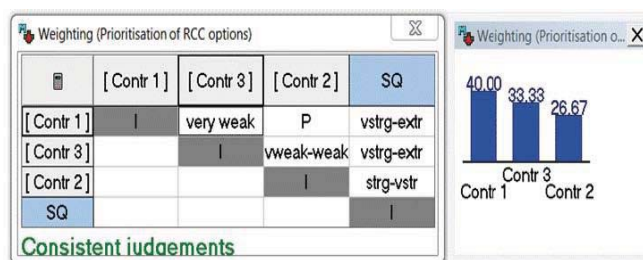 Weighting (Prioritisation of RCC options)
[ Contr 1 ] [ Contr 3 ] [ Contr 2 ] SQ
[ Contr 1 ] I very weak P vstrg-extr
[ Contr 3 ] I vweak-weak vstrg-extr
[ Contr 2 ] I strg-vstr
SQ I
Consistent judgements
Weighting (Prioritisation o...
40.00 33.33 26.67
Contr 1 Contr 3 Contr 2